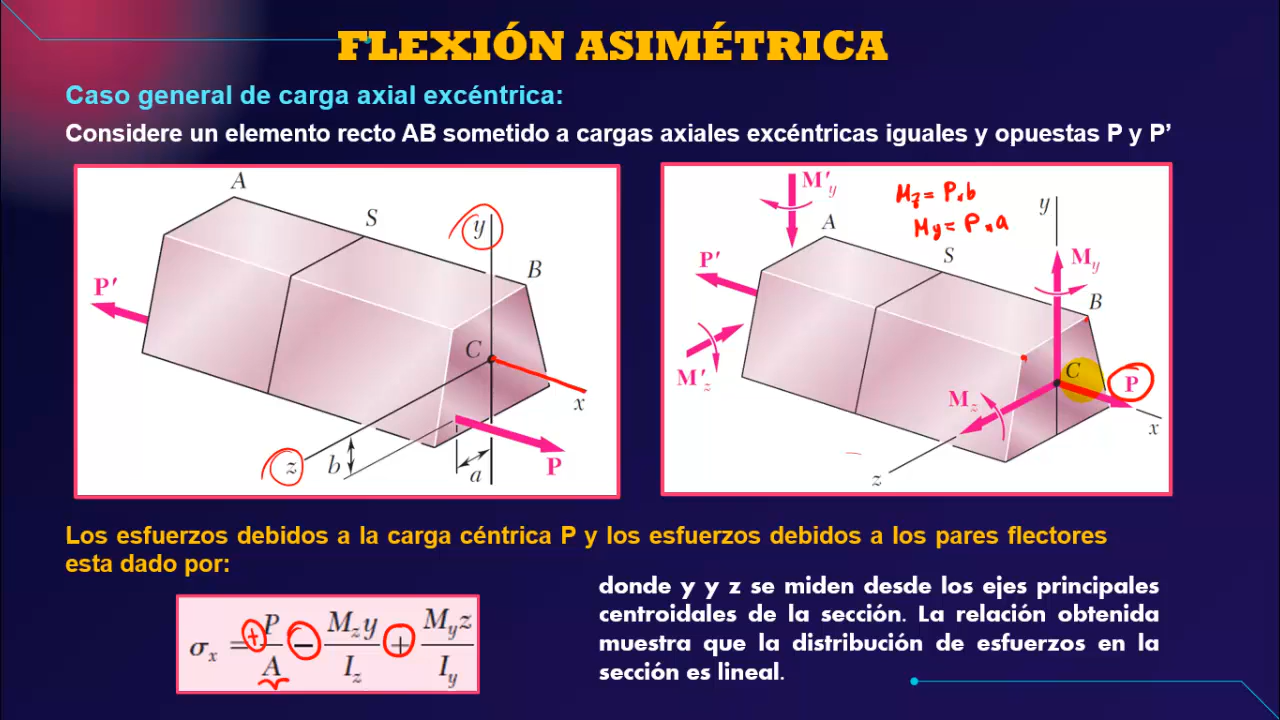 FLEXIÓN ASIMÉTRICA
Caso general de carga axial excéntrica:
Considere un elemento recto AB sometido a cargas axiales excéntricas iguales y opuestas P y P’
A
S
y
B
P′
C
x
z
b
a
P
M′y
Mz = P×b
My = P×a
y
A
S
P′
My
B
C
P
M′z
Mz
x
z
Los esfuerzos debidos a la carga céntrica P y los esfuerzos debidos a los pares flectores
esta dado por:
σx = + P/A − Mz y/Iz + My z/Iy
donde y y z se miden desde los ejes principales
centroidales de la sección. La relación obtenida
muestra que la distribución de esfuerzos en la
sección es lineal.